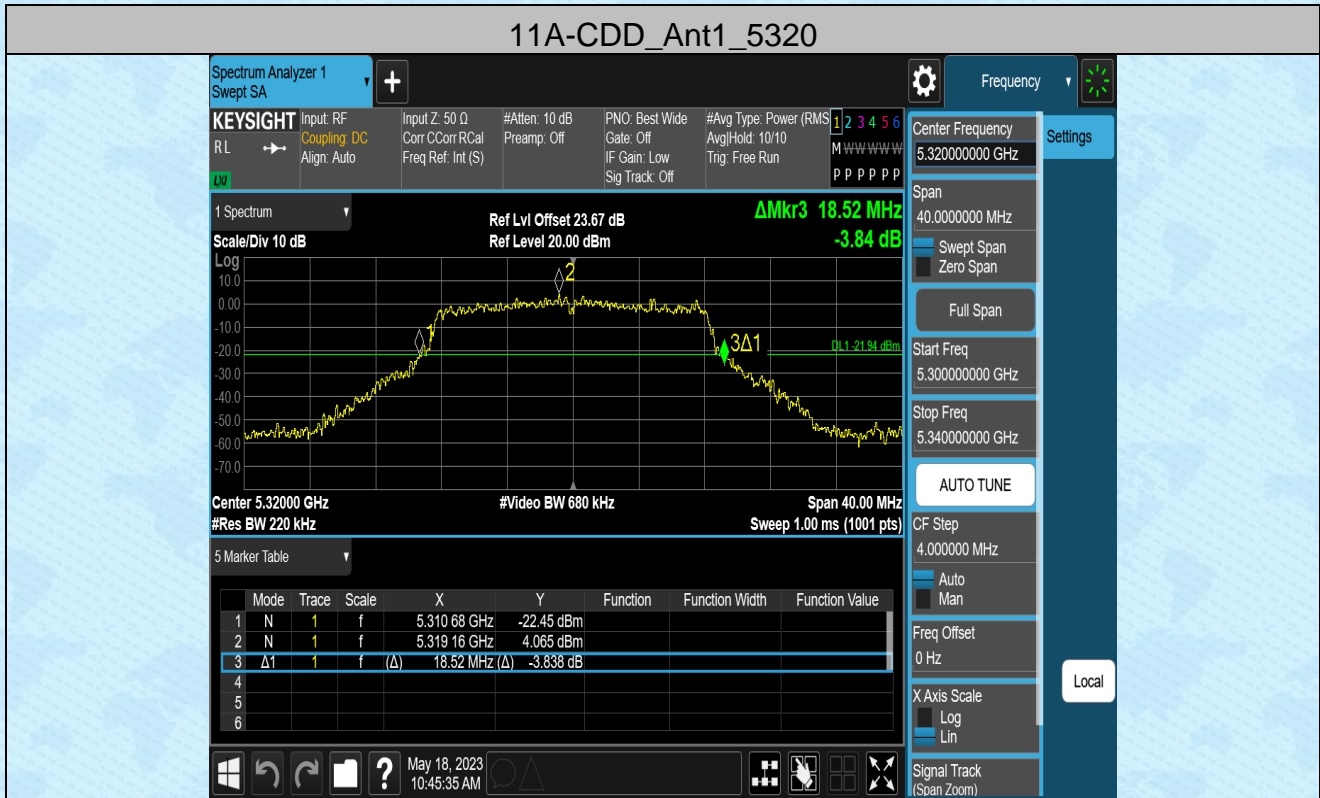 11A-CDD_Ant1_5320
Spectrum Analyzer 1
Swept SA
+
Frequency
KEYSIGHT
RL
LXI
Input: RF
Coupling: DC
Align: Auto
Input Z: 50 Ω
Corr CCorr RCal
Freq Ref: Int (S)
#Atten: 10 dB
Preamp: Off
PNO: Best Wide
Gate: Off
IF Gain: Low
Sig Track: Off
#Avg Type: Power (RMS
Avg|Hold: 10/10
Trig: Free Run
1 2 3 4 5 6
M W W W W W
P P P P P P
1 Spectrum
Scale/Div 10 dB
Ref Lvl Offset 23.67 dB
Ref Level 20.00 dBm
ΔMkr3 18.52 MHz
-3.84 dB
Log
10.0
0.00
-10.0
-20.0
-30.0
-40.0
-50.0
-60.0
-70.0
1
2
3Δ1
DL1 -21.94 dBm
Center 5.32000 GHz
#Res BW 220 kHz
#Video BW 680 kHz
Span 40.00 MHz
Sweep 1.00 ms (1001 pts)
5 Marker Table
Mode Trace Scale X Y Function Function Width Function Value
1 N 1 f 5.310 68 GHz -22.45 dBm
2 N 1 f 5.319 16 GHz 4.065 dBm
3 Δ1 1 f (Δ) 18.52 MHz (Δ) -3.838 dB
4
5
6
?
May 18, 2023
10:45:35 AM
Center Frequency
5.320000000 GHz
Settings
Span
40.0000000 MHz
Swept Span
Zero Span
Full Span
Start Freq
5.300000000 GHz
Stop Freq
5.340000000 GHz
AUTO TUNE
CF Step
4.000000 MHz
Auto
Man
Freq Offset
0 Hz
X Axis Scale
Log
Lin
Local
Signal Track
(Span Zoom)